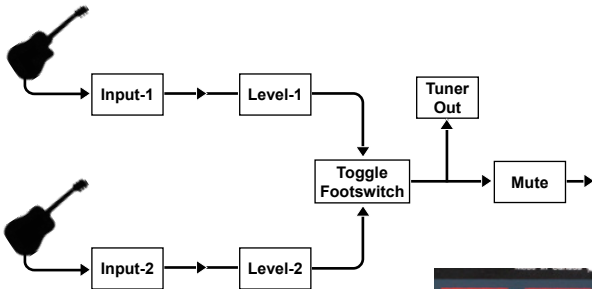 Input-1
Level-1
Tuner
Out
Toggle
Footswitch
Mute
Input-2
Level-2